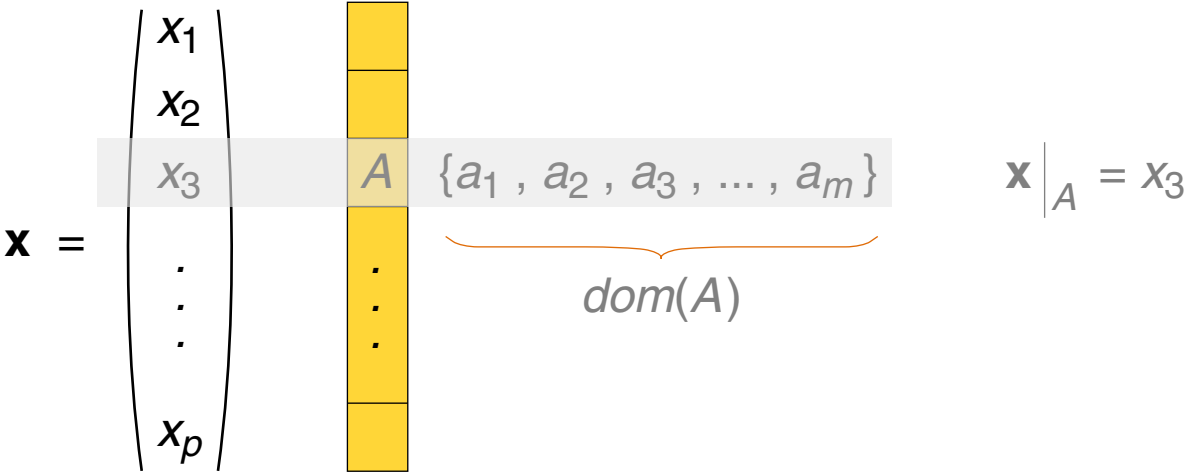 x₁
x₂
x₃ A {a₁ , a₂ , a₃ , ... , aₘ} 𝐱|_A = x₃
𝐱 =
. .
. .
. .
dom(A)
xₚ